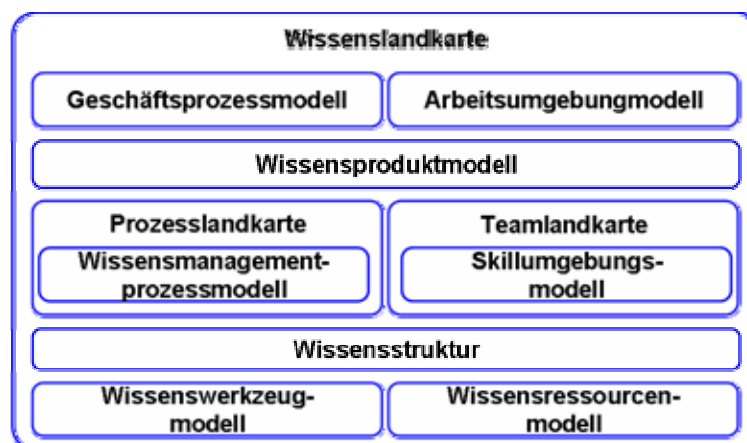 Wissenslandkarte
Geschäftsprozessmodell
Arbeitsumgebungmodell
Wissensproduktmodell
Prozesslandkarte
Wissensmanagement-
prozessmodell
Teamlandkarte
Skillumgebungs-
modell
Wissensstruktur
Wissenswerkzeug-
modell
Wissensressourcen-
modell